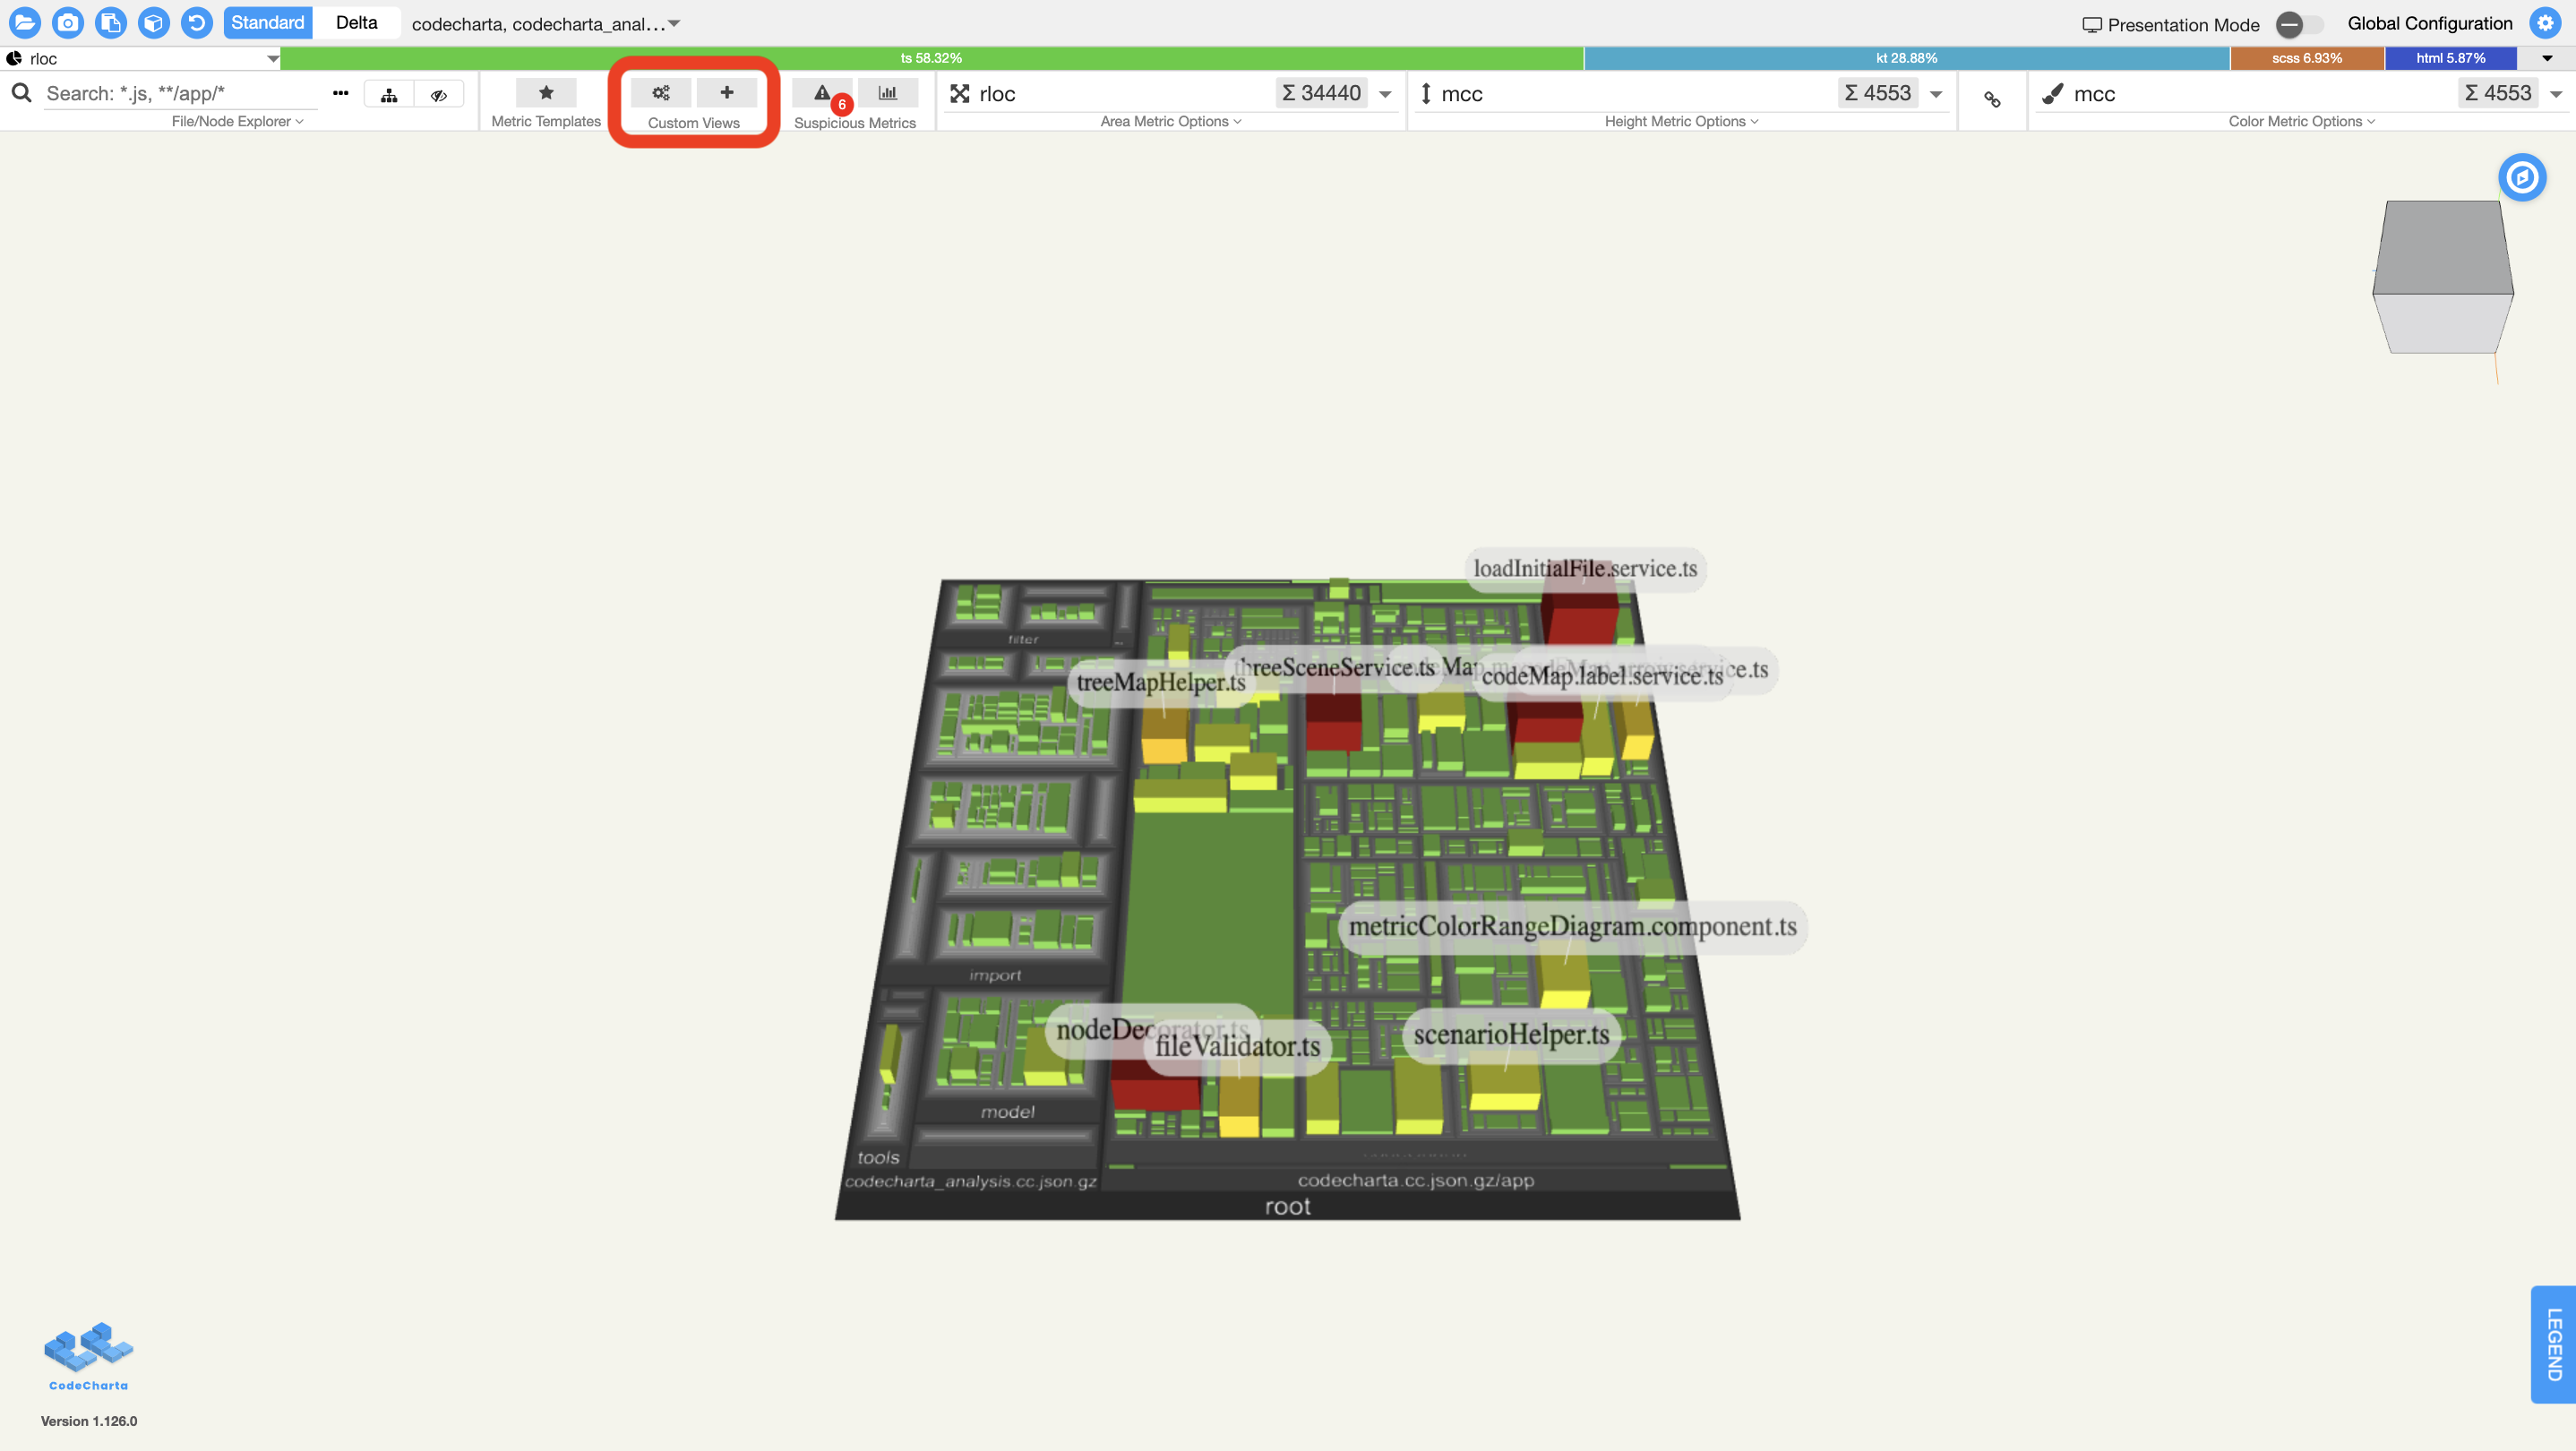 Standard Delta codecharta, codecharta_anal... Presentation Mode Global Configuration
rloc ts 58.32% kt 28.88% scss 6.93% html 5.87%
Search: *.js, **/app/* rloc Σ 34440 mcc Σ 4553 mcc Σ 4553
6
File/Node Explorer Metric Templates Custom Views Suspicious Metrics Area Metric Options Height Metric Options Color Metric Options
loadInitialFile.service.ts
filter
threeSceneService.ts
treeMapHelper.ts
codeMap.label.service.ts
metricColorRangeDiagram.component.ts
import
nodeDecorator.ts
scenarioHelper.ts
fileValidator.ts
model
tools
codecharta_analysis.cc.json.gz codecharta.cc.json.gz/app
root
LEGEND
CodeCharta
Version 1.126.0